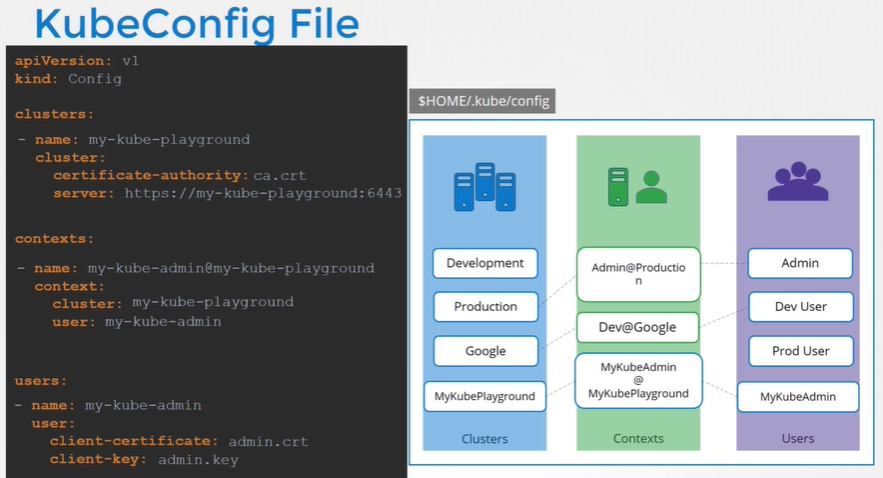 KubeConfig File
apiVersion: v1
kind: Config
clusters:
- name: my-kube-playground
cluster:
certificate-authority: ca.crt
server: https://my-kube-playground:6443
contexts:
- name: my-kube-admin@my-kube-playground
context:
cluster: my-kube-playground
user: my-kube-admin
users:
- name: my-kube-admin
user:
client-certificate: admin.crt
client-key: admin.key
$HOME/.kube/config
Development
Production
Google
MyKubePlayground
Clusters
Admin@Productio
n
Dev@Google
MyKubeAdmin
@
MyKubePlayground
Contexts
Admin
Dev User
Prod User
MyKubeAdmin
Users